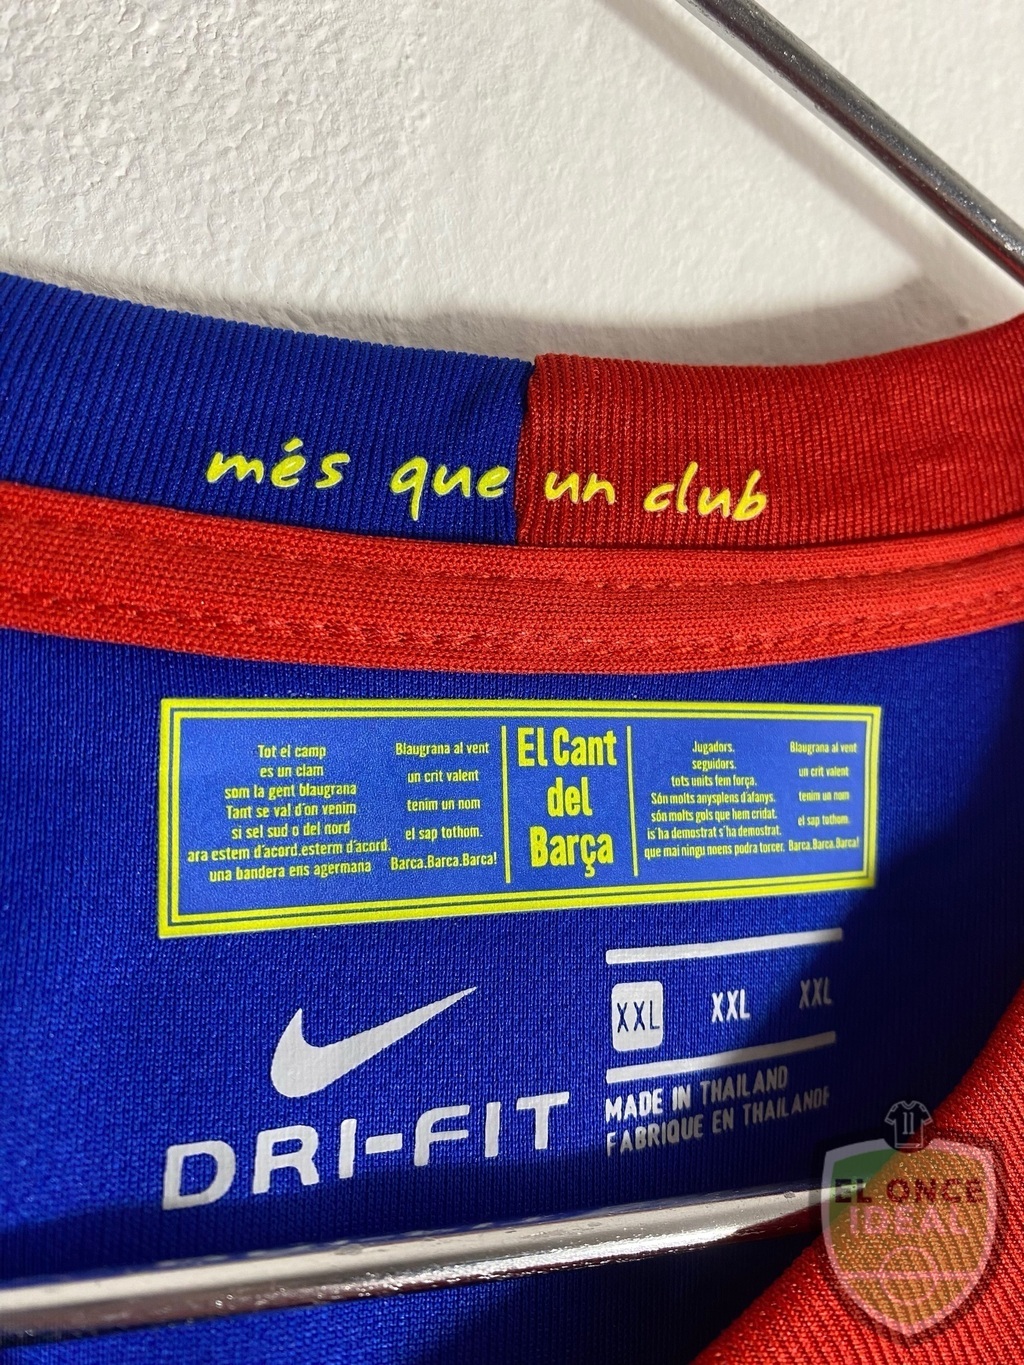 més que un club
Tot el camp
es un clam
som la gent blaugrana
Tant se val d'on venim
si sel sud o del nord
ara estem d'acord.esterm d'acord.
una bandera ens agermana
Blaugrana al vent
un crit valent
tenim un nom
el sap tothom.
Barca.Barca.Barca!
El Cant
del
Barça
Jugadors.
seguidors.
tots units fem força.
Són molts anysplens d'afanys.
són molts gols que hem cridat.
is'ha demostrat s'ha demostrat.
que mai ningu noens podra torcer.
Blaugrana al vent
un crit valent
tenim un nom
el sap tothom.
Barca.Barca.Barca!
DRI-FIT
XXL XXL XXL
MADE IN THAILAND
FABRIQUE EN THAILANDE
11
EL ONCE
IDEAL